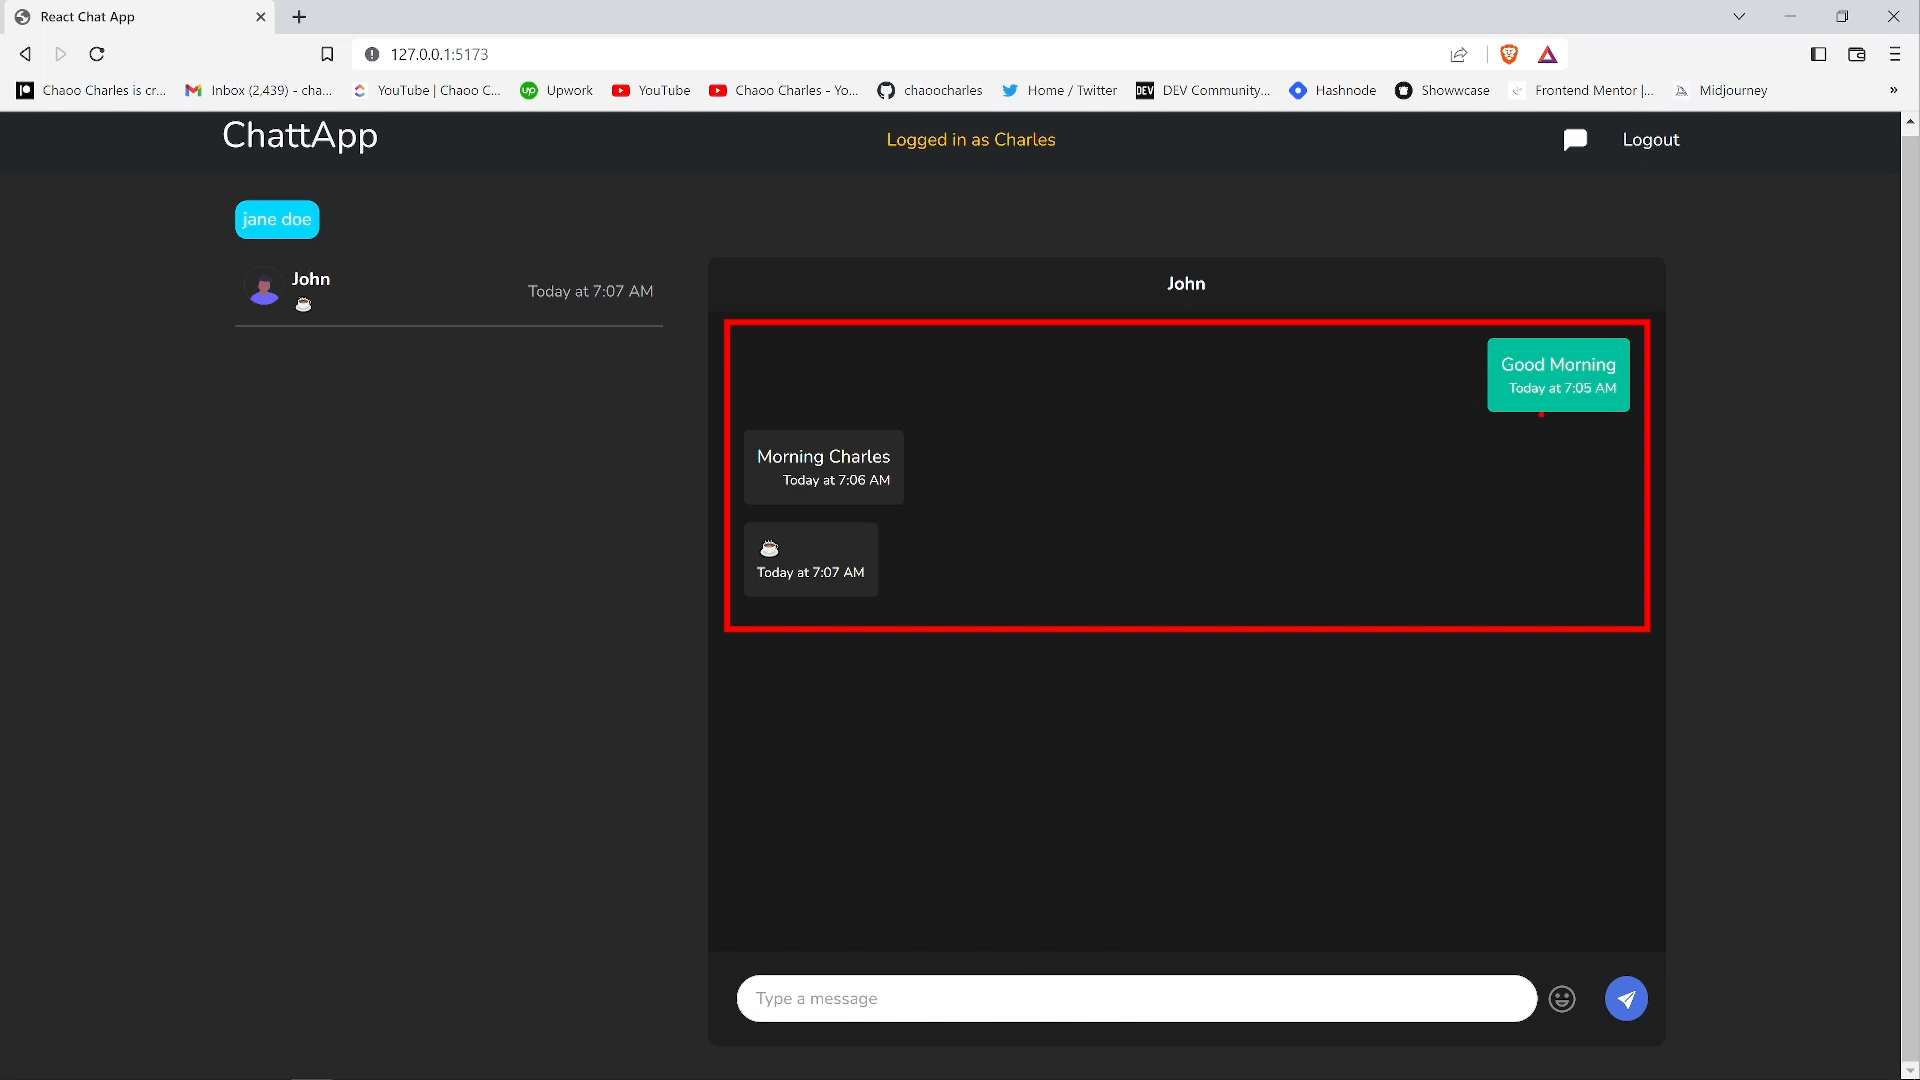 React Chat App
127.0.0.1:5173
Chaoo Charles is cr...
Inbox (2,439) - cha...
YouTube | Chaoo C...
up
Upwork
YouTube
Chaoo Charles - Yo...
chaoocharles
Home / Twitter
DEV
DEV Community...
Hashnode
Showwcase
Frontend Mentor |...
Midjourney
»
ChattApp
Logged in as Charles
Logout
jane doe
John
Today at 7:07 AM
John
Good Morning
Today at 7:05 AM
Morning Charles
Today at 7:06 AM
Today at 7:07 AM
Type a message